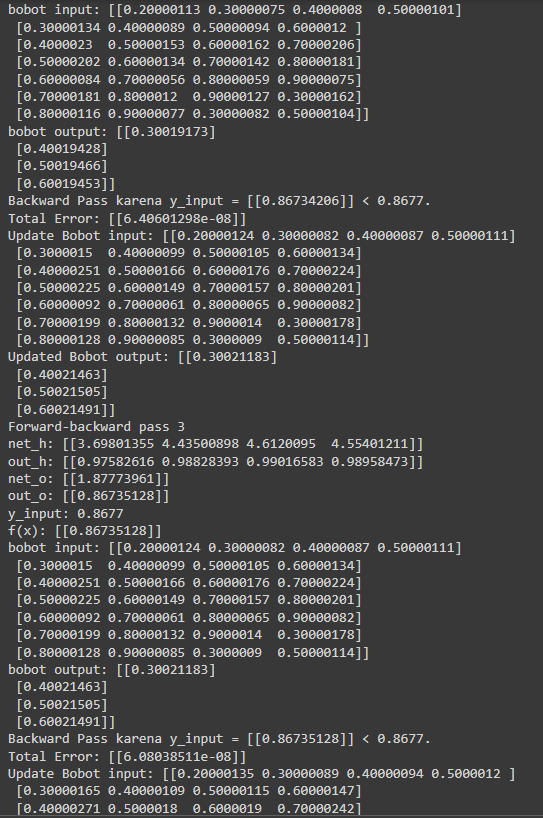 bobot input: [[0.20000113 0.30000075 0.4000008  0.50000101]
 [0.30000134 0.40000089 0.50000094 0.6000012 ]
 [0.4000023  0.50000153 0.60000162 0.70000206]
 [0.50000202 0.60000134 0.70000142 0.80000181]
 [0.60000084 0.70000056 0.80000059 0.90000075]
 [0.70000181 0.8000012  0.90000127 0.30000162]
 [0.80000116 0.90000077 0.30000082 0.50000104]]
bobot output: [[0.30019173]
 [0.40019428]
 [0.50019466]
 [0.60019453]]
Backward Pass karena y_input = [[0.86734206]] < 0.8677.
Total Error: [[6.40601298e-08]]
Update Bobot input: [[0.20000124 0.30000082 0.40000087 0.50000111]
 [0.3000015  0.40000099 0.50000105 0.60000134]
 [0.40000251 0.50000166 0.60000176 0.70000224]
 [0.50000225 0.60000149 0.70000157 0.80000201]
 [0.60000092 0.70000061 0.80000065 0.90000082]
 [0.70000199 0.80000132 0.9000014  0.30000178]
 [0.80000128 0.90000085 0.3000009  0.50000114]]
Updated Bobot output: [[0.30021183]
 [0.40021463]
 [0.50021505]
 [0.60021491]]
Forward-backward pass 3
net_h: [[3.69801355 4.43500898 4.6120095  4.55401211]]
out_h: [[0.97582616 0.98828393 0.99016583 0.98958473]]
net_o: [[1.87773961]]
out_o: [[0.86735128]]
y_input: 0.8677
f(x): [[0.86735128]]
bobot input: [[0.20000124 0.30000082 0.40000087 0.50000111]
 [0.3000015  0.40000099 0.50000105 0.60000134]
 [0.40000251 0.50000166 0.60000176 0.70000224]
 [0.50000225 0.60000149 0.70000157 0.80000201]
 [0.60000092 0.70000061 0.80000065 0.90000082]
 [0.70000199 0.80000132 0.9000014  0.30000178]
 [0.80000128 0.90000085 0.3000009  0.50000114]]
bobot output: [[0.30021183]
 [0.40021463]
 [0.50021505]
 [0.60021491]]
Backward Pass karena y_input = [[0.86735128]] < 0.8677.
Total Error: [[6.08038511e-08]]
Update Bobot input: [[0.20000135 0.30000089 0.40000094 0.5000012 ]
 [0.30000165 0.40000109 0.50000115 0.60000147]
 [0.40000271 0.5000018  0.6000019  0.70000242]